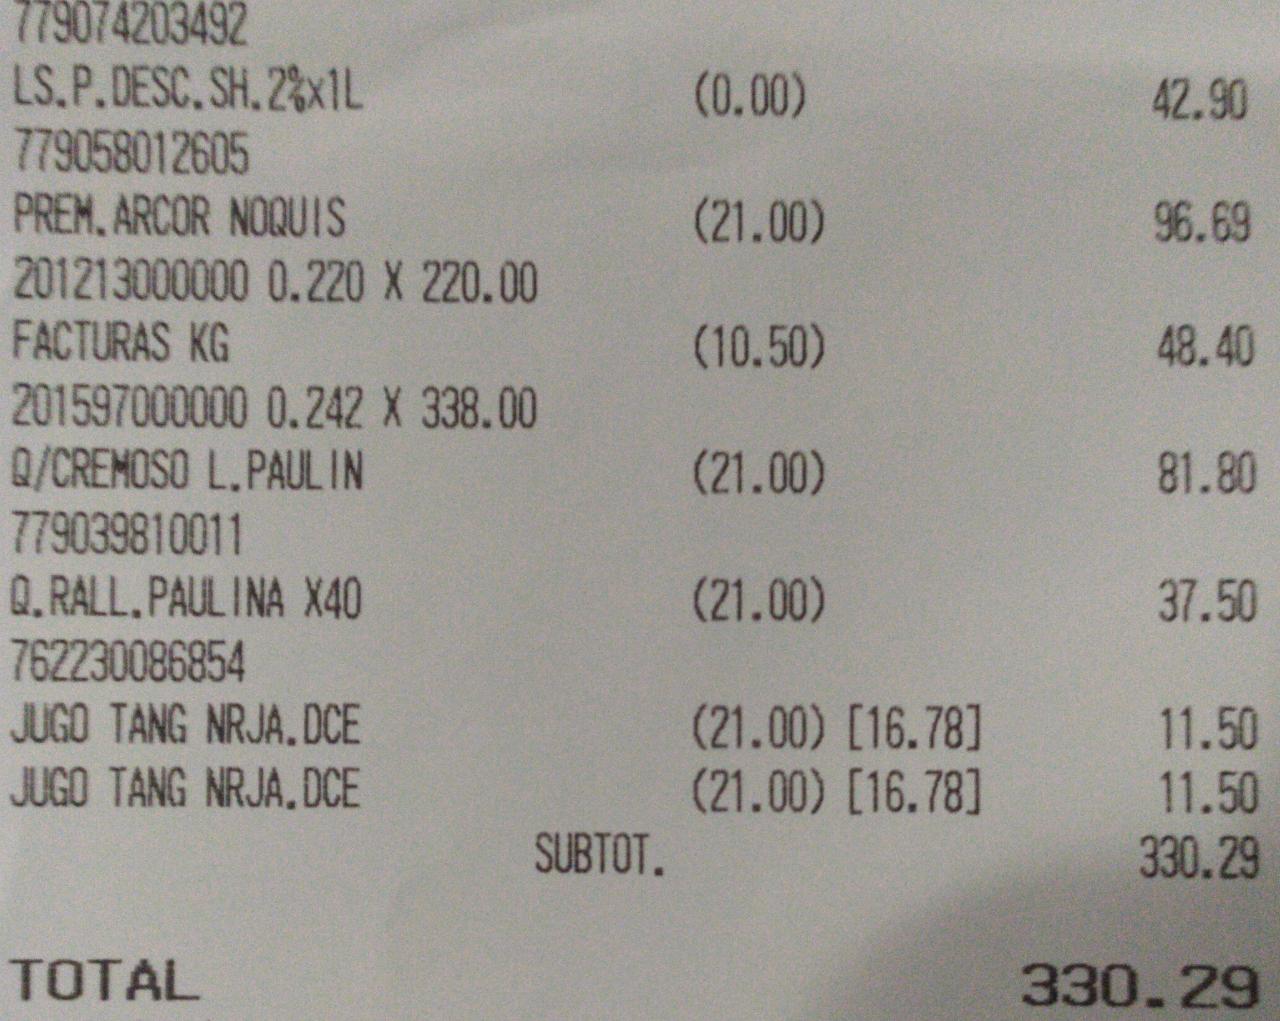 779074203492
LS.P.DESC.SH.2%x1L (0.00) 42.90
779058012605
PREM.ARCOR NOQUIS (21.00) 96.69
201213000000 0.220 X 220.00
FACTURAS KG (10.50) 48.40
201597000000 0.242 X 338.00
Q/CREMOSO L.PAULIN (21.00) 81.80
779039810011
Q.RALL.PAULINA X40 (21.00) 37.50
762230086854
JUGO TANG NRJA.DCE (21.00) [16.78] 11.50
JUGO TANG NRJA.DCE (21.00) [16.78] 11.50
SUBTOT. 330.29
TOTAL 330.29